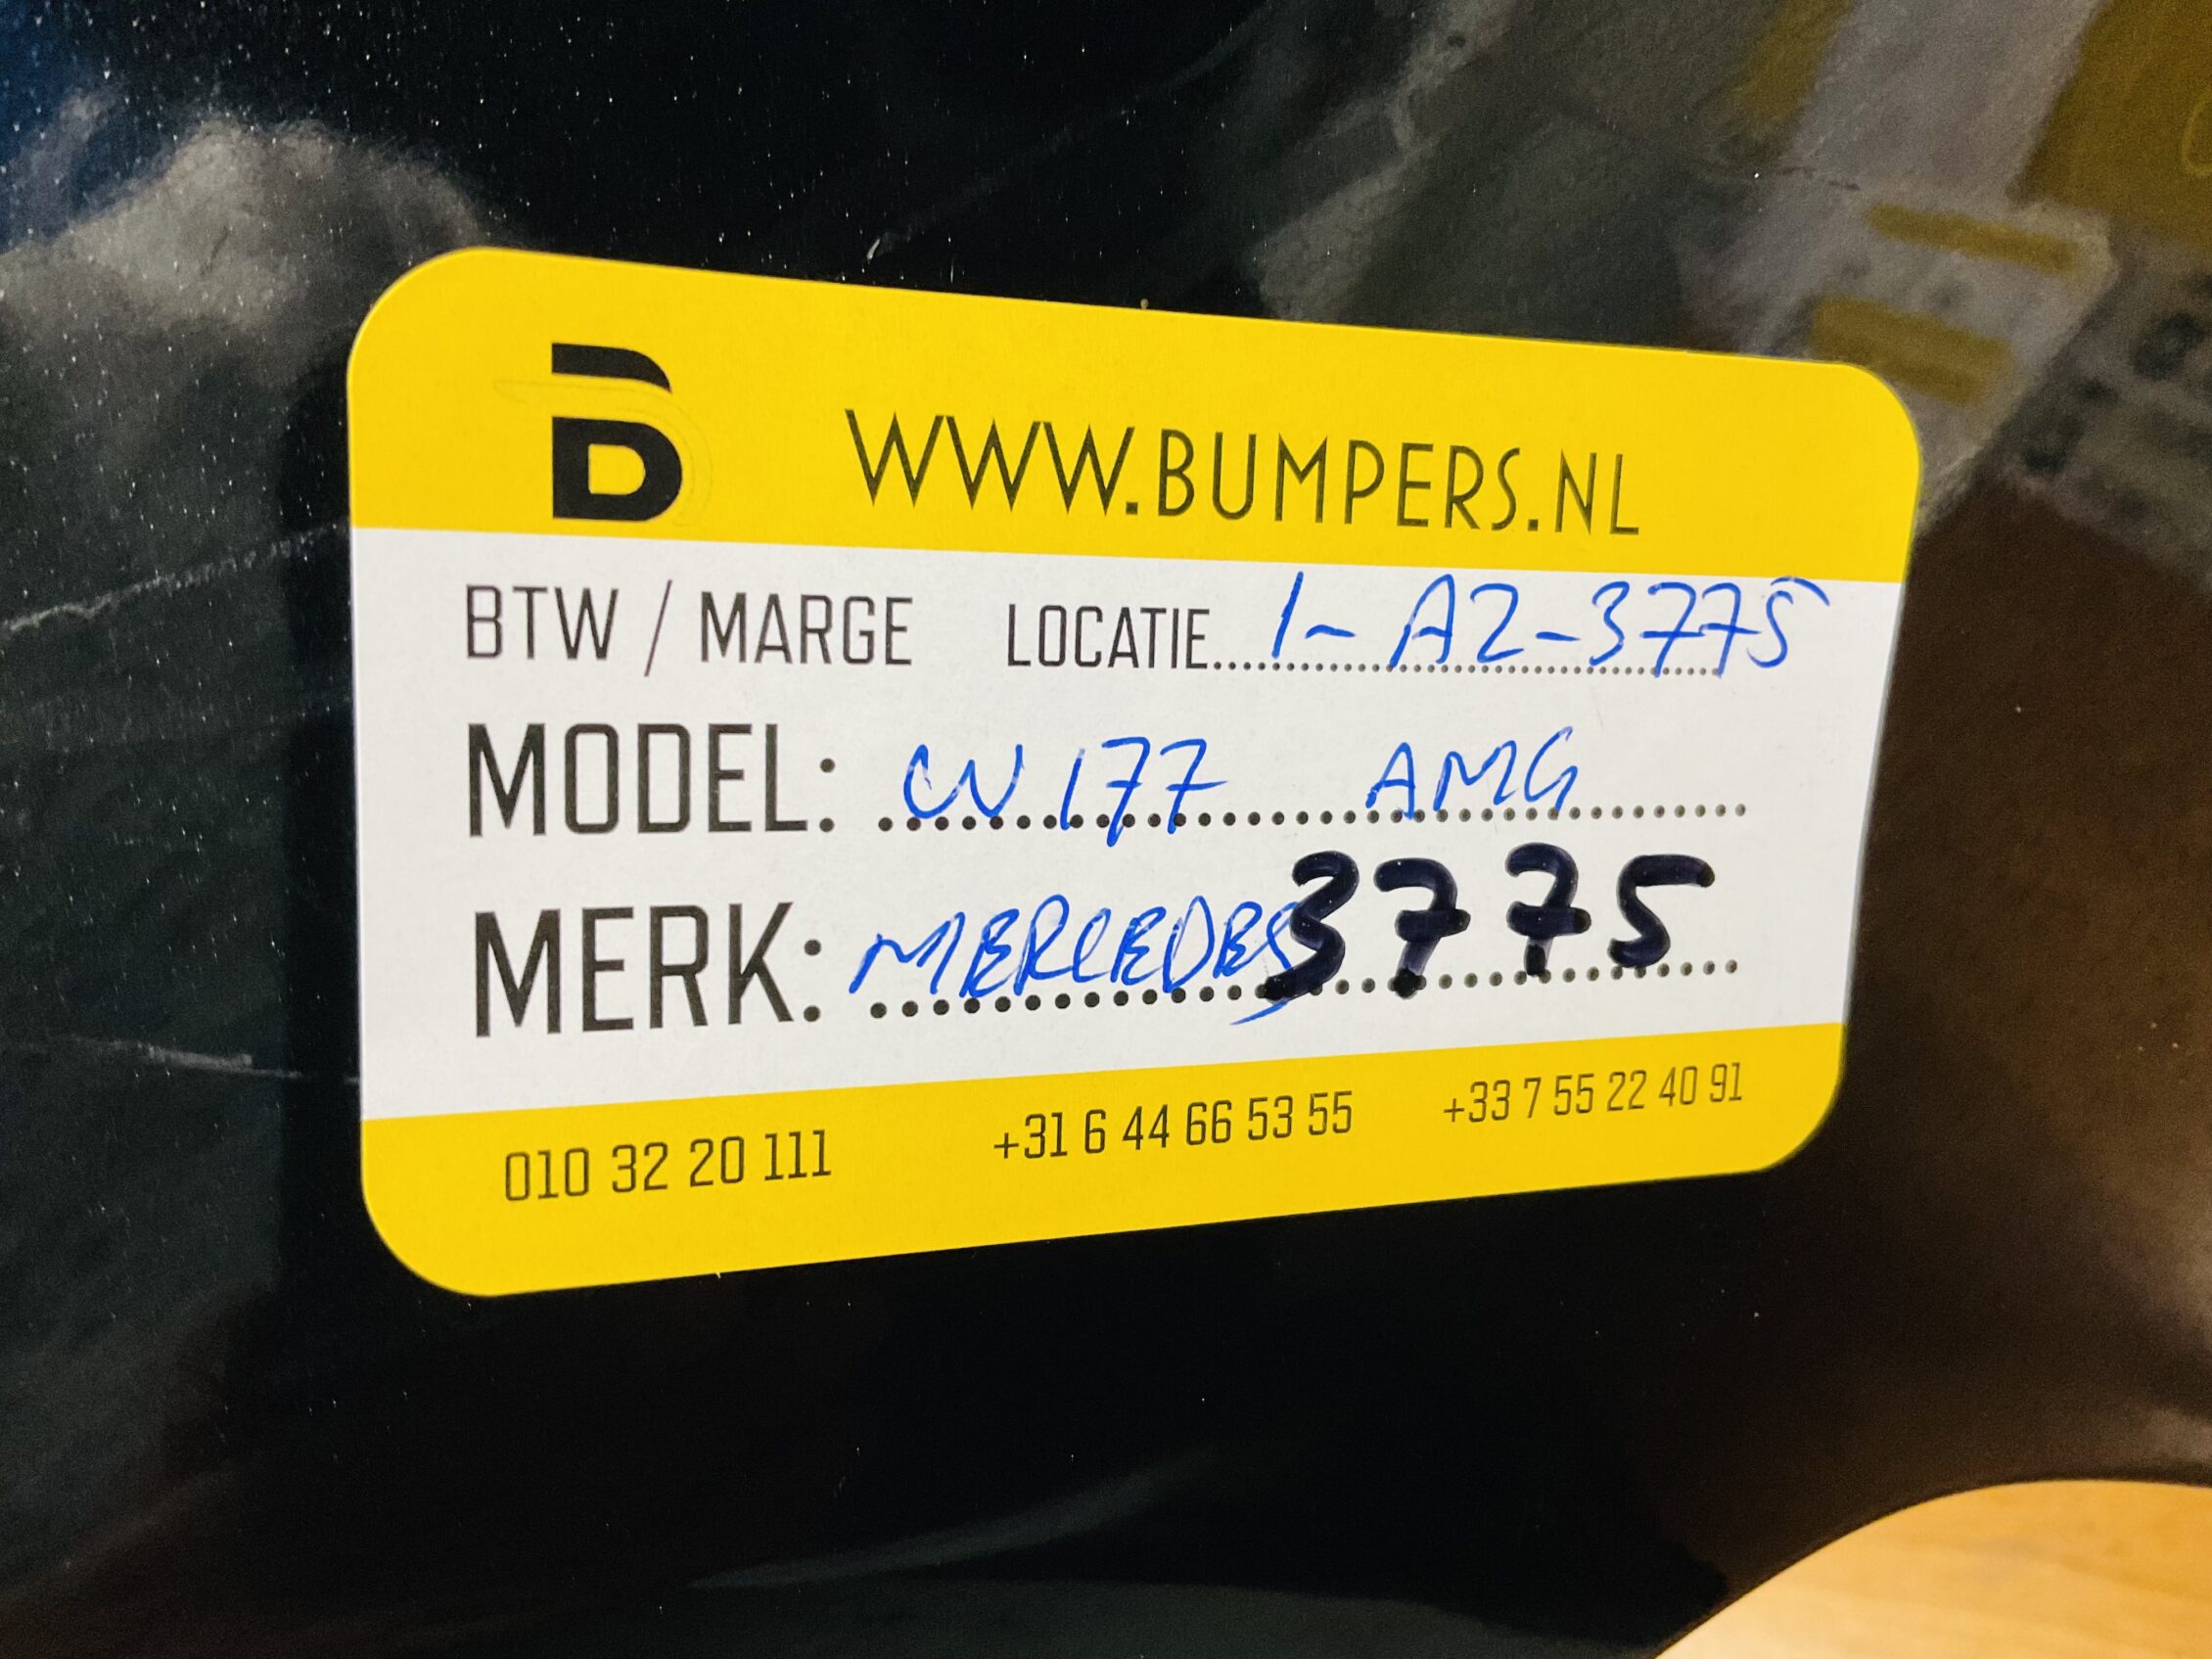 B WWW.BUMPERS.NL
BTW / MARGE LOCATIE 1-A2-3775
MODEL: W177 AMG
MERK: MERCEDES 3775
010 32 20 111 +31 6 44 66 53 55 +33 7 55 22 40 91